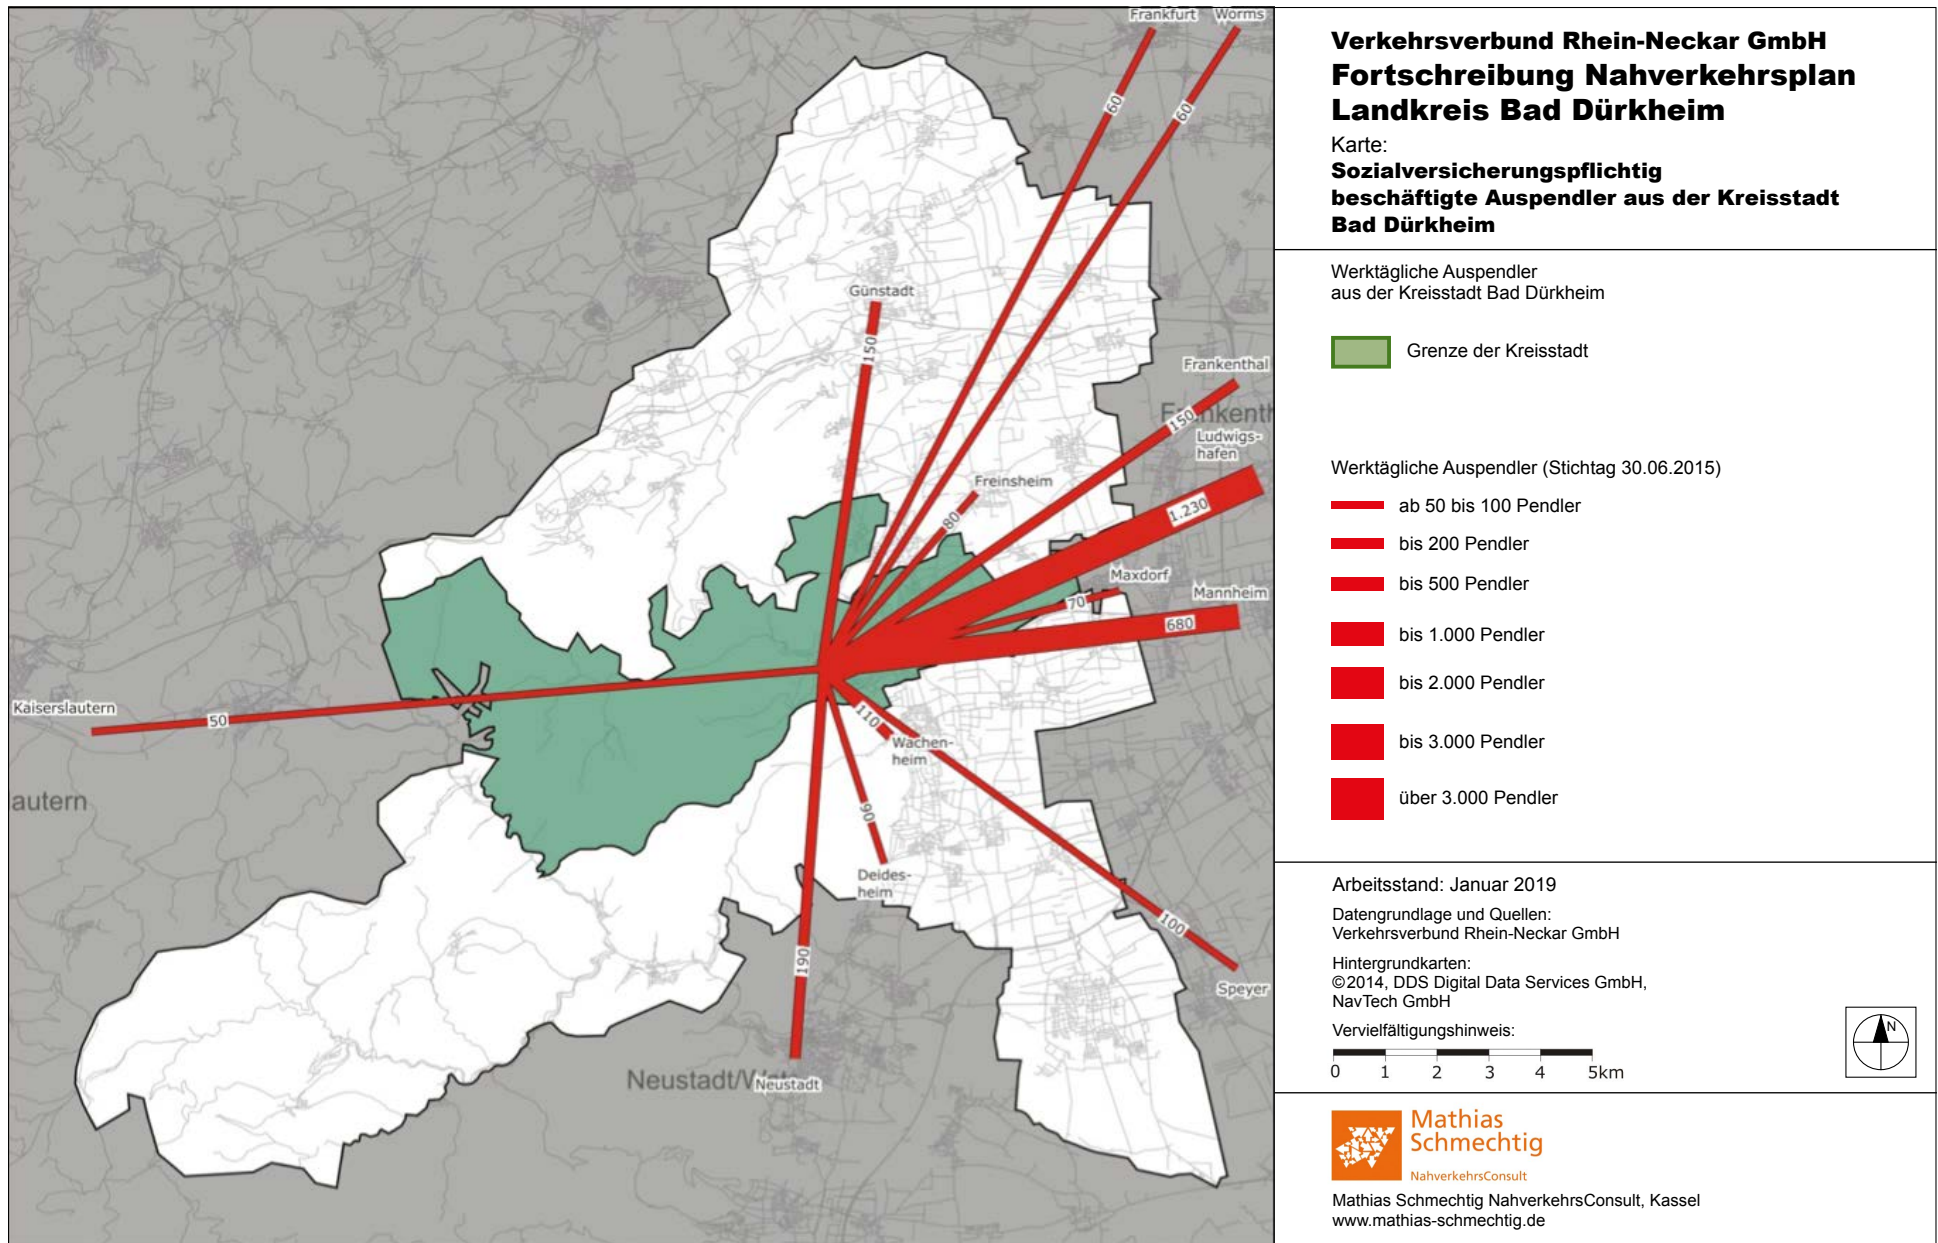 Frankfurt
Worms
60
60
Günstadt
150
Frankenthal
150
Ludwigs-
hafen
1.230
Freinsheim
80
Maxdorf
70
Mannheim
680
Kaiserslautern
50
autern
110
Wachen-
heim
90
Deides-
heim
190
100
Speyer
Neustadt/W
Neustadt
Verkehrsverbund Rhein-Neckar GmbH
Fortschreibung Nahverkehrsplan
Landkreis Bad Dürkheim
Karte:
Sozialversicherungspflichtig
beschäftigte Auspendler aus der Kreisstadt
Bad Dürkheim
Werktägliche Auspendler
aus der Kreisstadt Bad Dürkheim
Grenze der Kreisstadt
Werktägliche Auspendler (Stichtag 30.06.2015)
ab 50 bis 100 Pendler
bis 200 Pendler
bis 500 Pendler
bis 1.000 Pendler
bis 2.000 Pendler
bis 3.000 Pendler
über 3.000 Pendler
Arbeitsstand: Januar 2019
Datengrundlage und Quellen:
Verkehrsverbund Rhein-Neckar GmbH
Hintergrundkarten:
©2014, DDS Digital Data Services GmbH,
NavTech GmbH
Vervielfältigungshinweis:
0 1 2 3 4 5km
N
Mathias
Schmechtig
NahverkehrsConsult
Mathias Schmechtig NahverkehrsConsult, Kassel
www.mathias-schmechtig.de